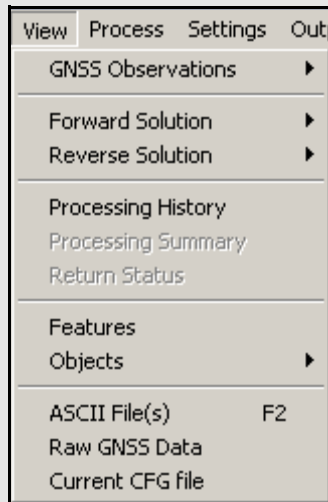 View Process Settings Out
GNSS Observations
Forward Solution
Reverse Solution
Processing History
Processing Summary
Return Status
Features
Objects
ASCII File(s) F2
Raw GNSS Data
Current CFG file